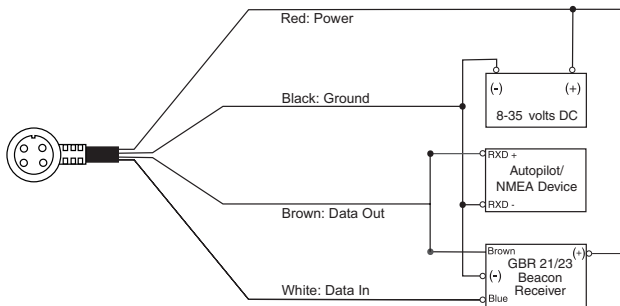 Red: Power
Black: Ground
(-) (+)
8-35 volts DC
RXD +
Autopilot/
NMEA Device
RXD -
Brown: Data Out
Brown (+)
GBR 21/23
Beacon
(-) Receiver
White: Data In
Blue